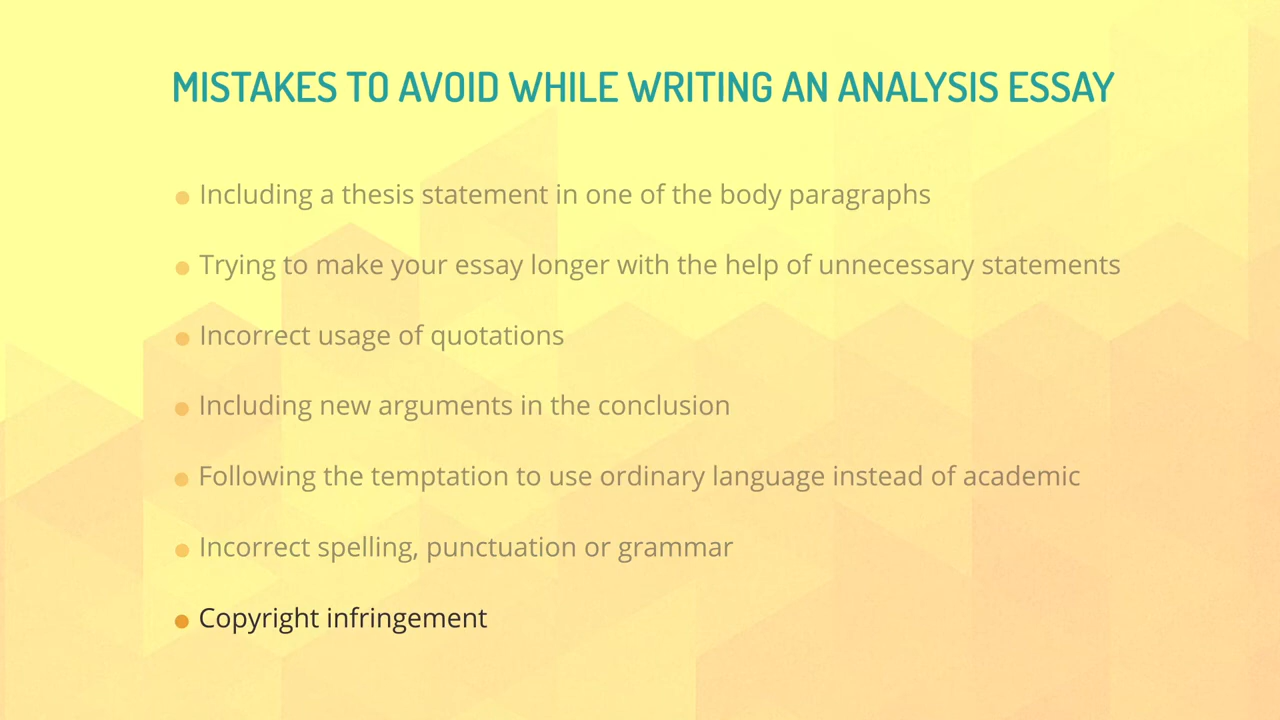 MISTAKES TO AVOID WHILE WRITING AN ANALYSIS ESSAY
• Including a thesis statement in one of the body paragraphs
• Trying to make your essay longer with the help of unnecessary statements
• Incorrect usage of quotations
• Including new arguments in the conclusion
• Following the temptation to use ordinary language instead of academic
• Incorrect spelling, punctuation or grammar
• Copyright infringement